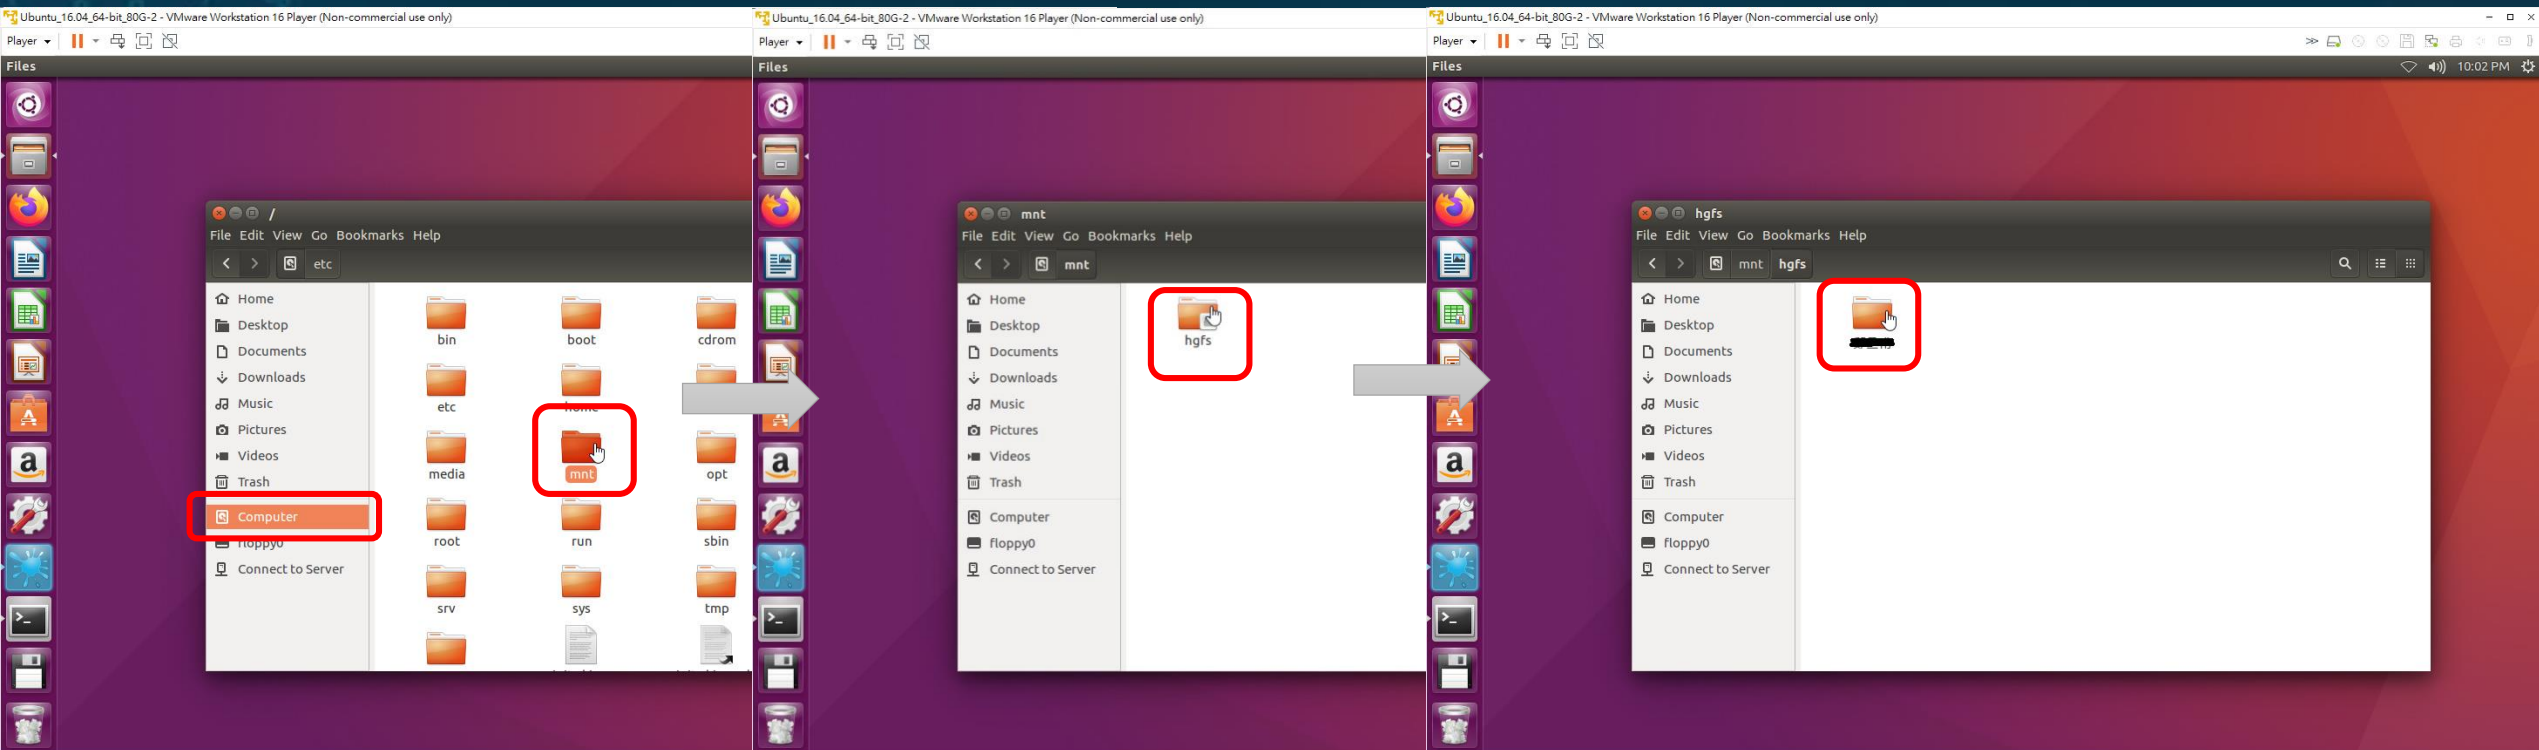 Ubuntu_16.04_64-bit_80G-2 - VMware Workstation 16 Player (Non-commercial use only)
Player
Files
/
File Edit View Go Bookmarks Help
etc
Home
Desktop
Documents
Downloads
Music
Pictures
Videos
Trash
Computer
floppy0
Connect to Server
bin boot cdrom
etc home
media mnt opt
root run sbin
srv sys tmp
Ubuntu_16.04_64-bit_80G-2 - VMware Workstation 16 Player (Non-commercial use only)
Player
Files
mnt
File Edit View Go Bookmarks Help
mnt
Home
Desktop
Documents
Downloads
Music
Pictures
Videos
Trash
Computer
floppy0
Connect to Server
hgfs
Ubuntu_16.04_64-bit_80G-2 - VMware Workstation 16 Player (Non-commercial use only)
Player
Files
10:02 PM
hgfs
File Edit View Go Bookmarks Help
mnt hgfs
Home
Desktop
Documents
Downloads
Music
Pictures
Videos
Trash
Computer
floppy0
Connect to Server